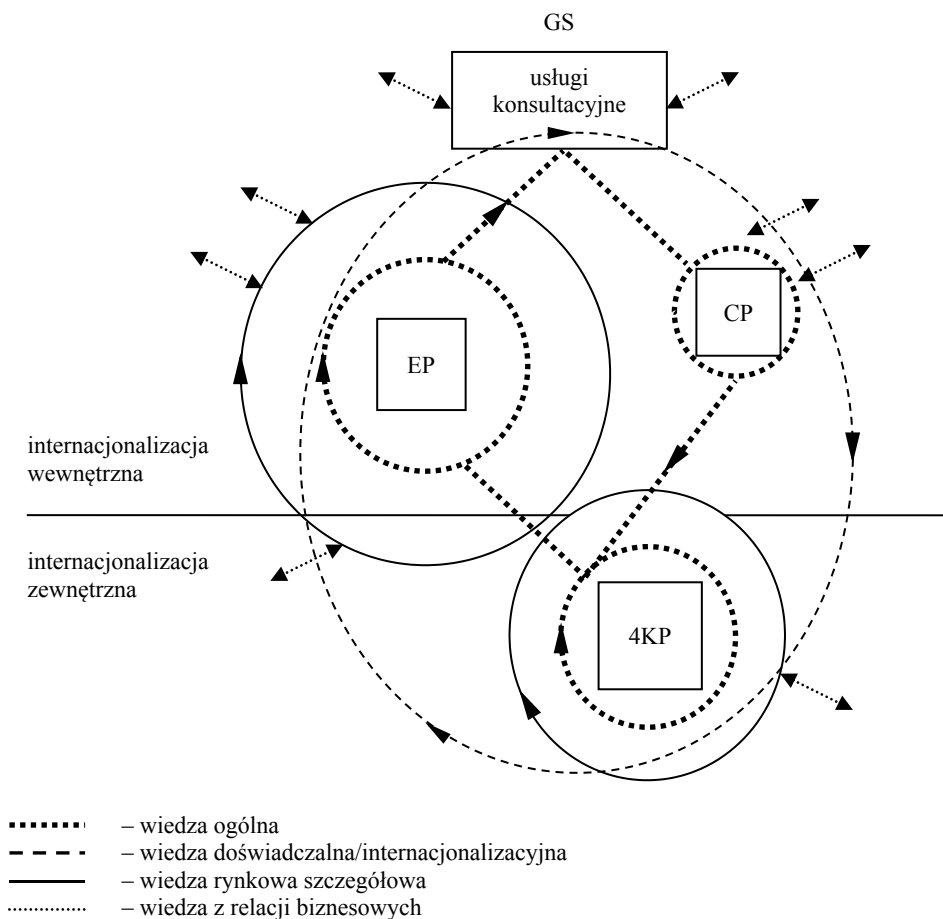 GS
usługi
konsultacyjne
CP
EP
internacjonalizacja
wewnętrzna
internacjonalizacja
zewnętrzna
4KP
– wiedza ogólna
– wiedza doświadczalna/internacjonalizacyjna
– wiedza rynkowa szczegółowa
– wiedza z relacji biznesowych